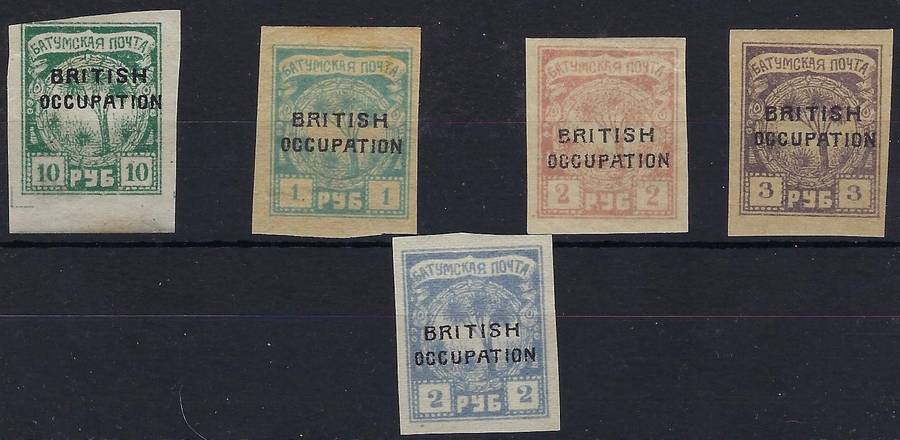 БАТУМСКАЯ ПОЧТА
BRITISH
OCCUPATION
10 РУБ 10
БАТУМСКАЯ ПОЧТА
BRITISH
OCCUPATION
1. РУБ 1
БАТУМСКАЯ ПОЧТА
BRITISH
OCCUPATION
2 РУБ 2
БАТУМСКАЯ ПОЧТА
BRITISH
OCCUPATION
3 РУБ 3
БАТУМСКАЯ ПОЧТА
BRITISH
OCCUPATION
2 РУБ 2